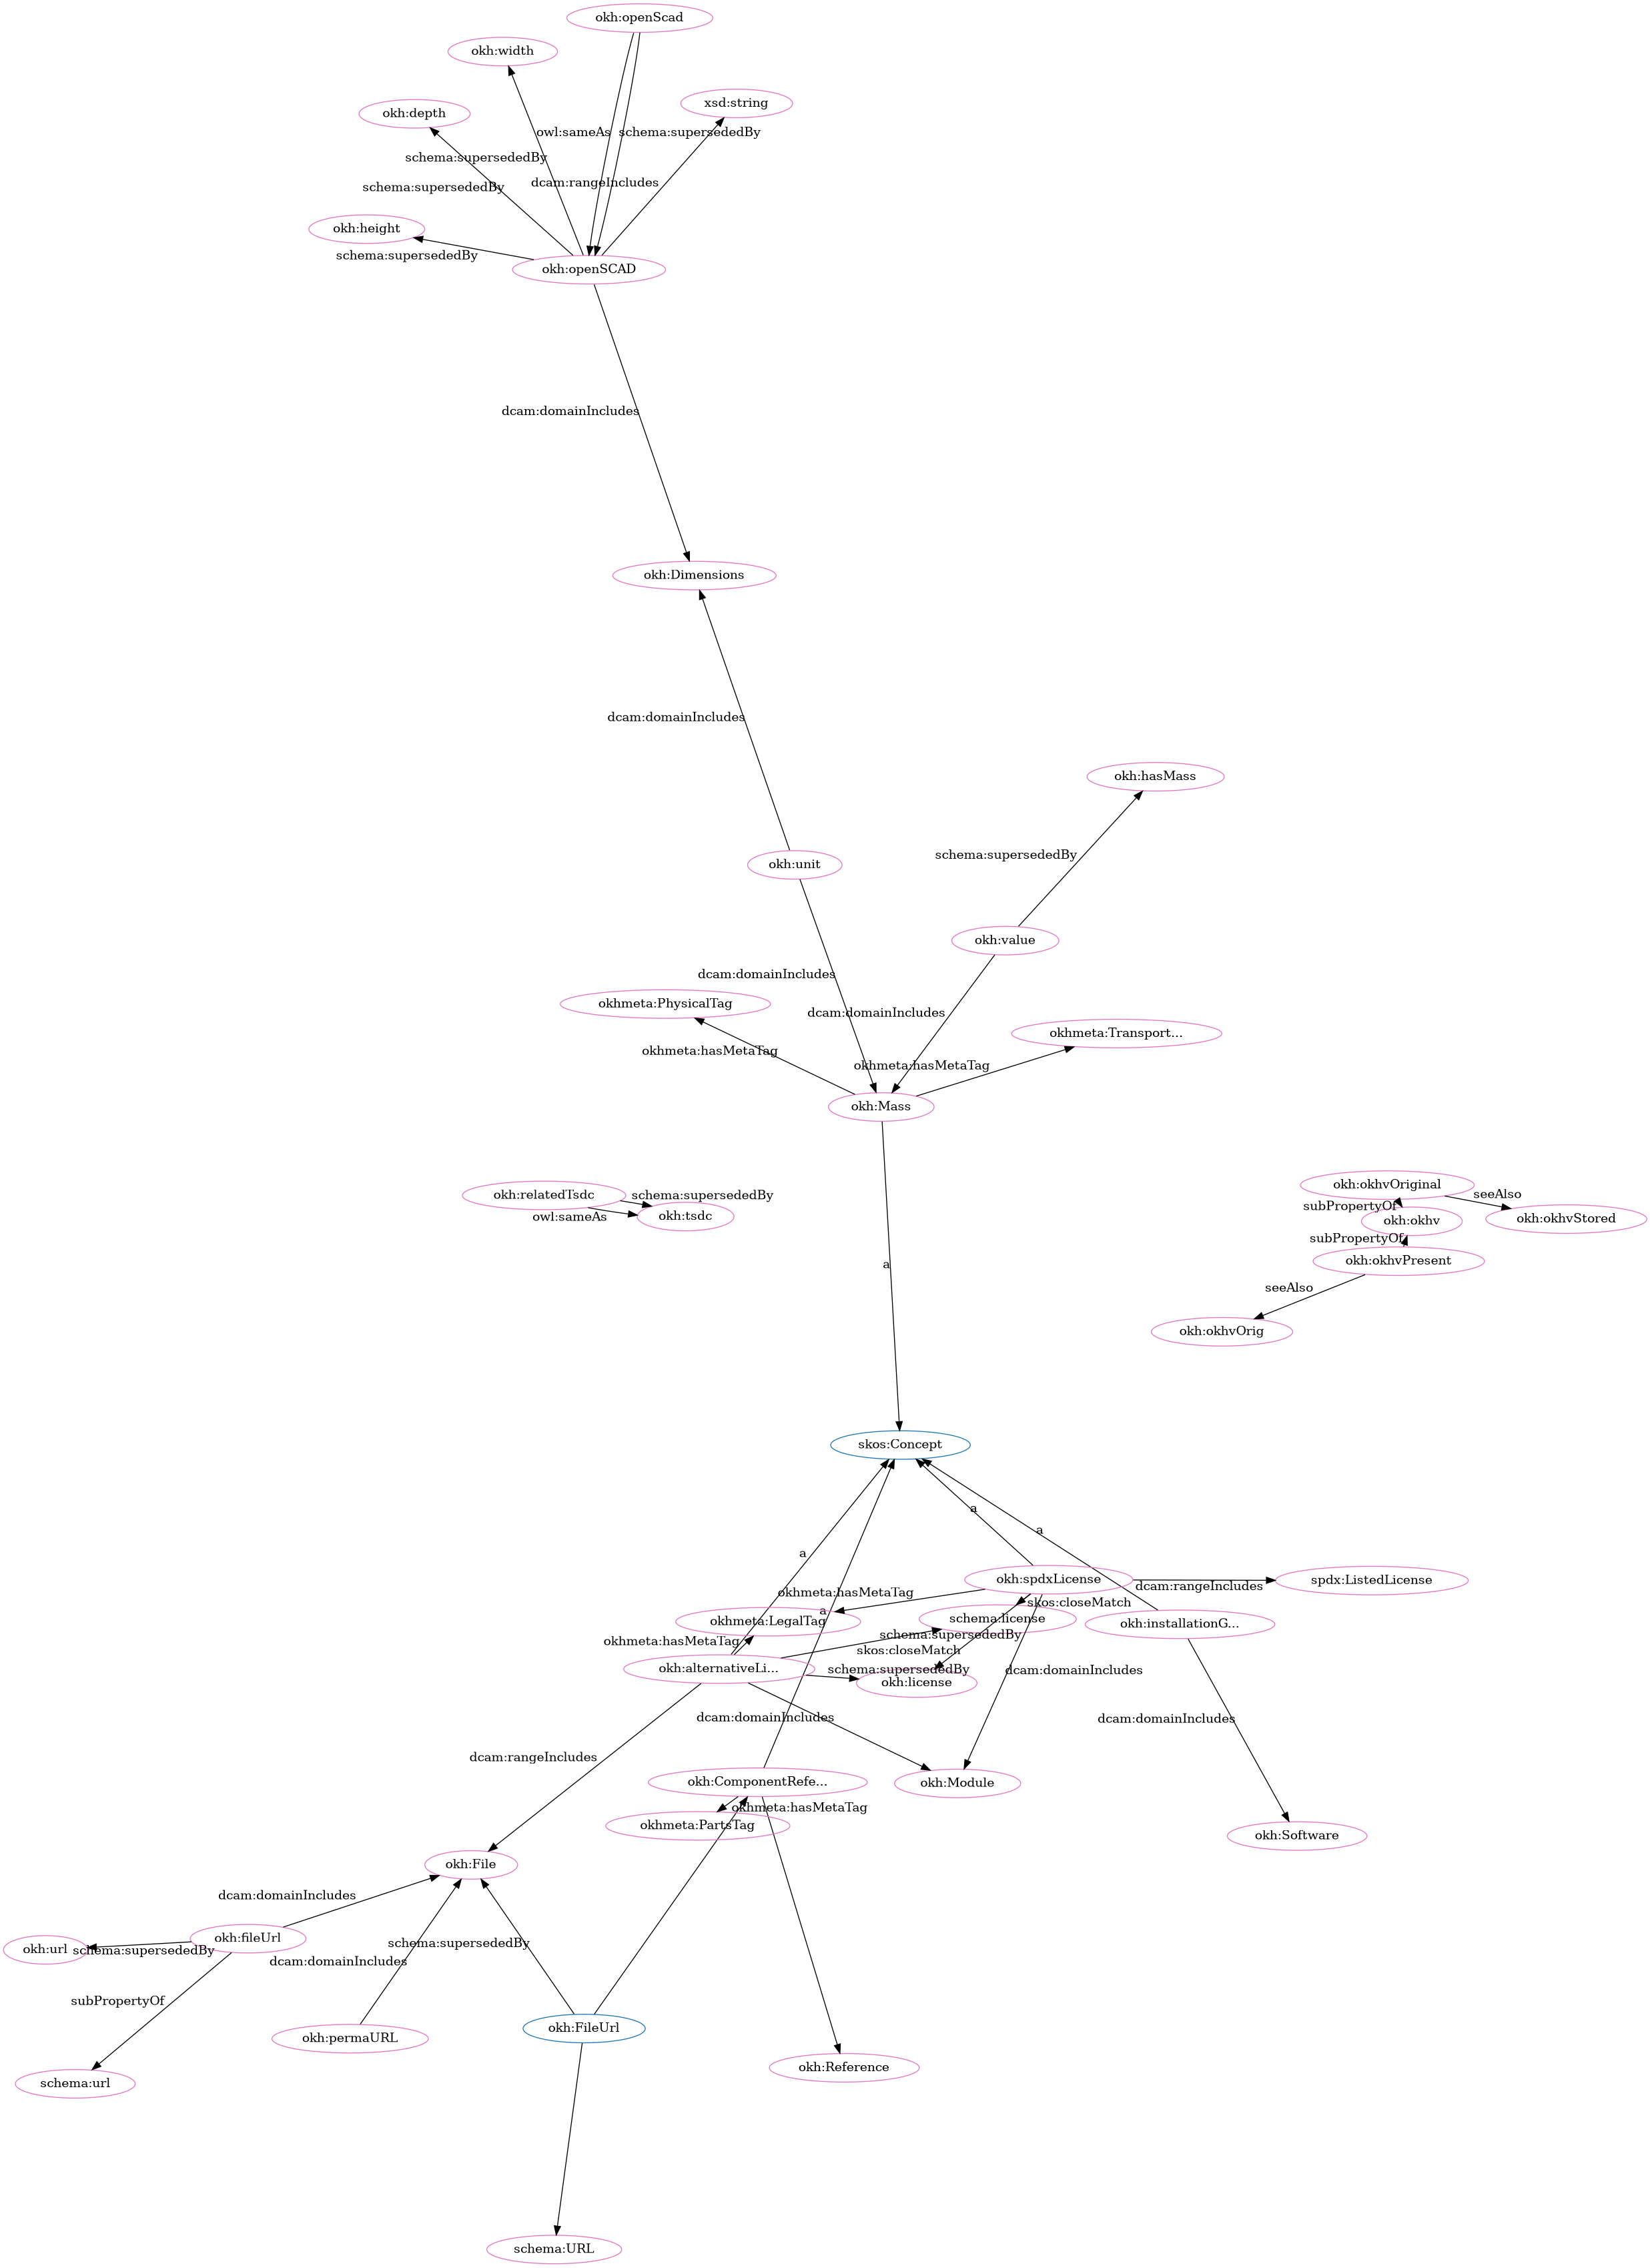 okh:openScad
okh:width
okh:depth
xsd:string
owl:sameAs
schema:supersededBy
schema:supersededBy
dcam:rangeIncludes
schema:supersededBy
okh:height
schema:supersededBy
okh:openSCAD
dcam:domainIncludes
okh:Dimensions
dcam:domainIncludes
okh:hasMass
schema:supersededBy
okh:unit
okh:value
dcam:domainIncludes
okhmeta:PhysicalTag
dcam:domainIncludes
okhmeta:Transport...
okhmeta:hasMetaTag
okhmeta:hasMetaTag
okh:Mass
okh:relatedTsdc
schema:supersededBy
owl:sameAs
okh:tsdc
okh:okhvOriginal
seeAlso
subPropertyOf
okh:okhv
okh:okhvStored
subPropertyOf
okh:okhvPresent
a
seeAlso
okh:okhvOrig
skos:Concept
a
a
a
okh:spdxLicense
spdx:ListedLicense
dcam:rangeIncludes
okhmeta:hasMetaTag
skos:closeMatch
a
okhmeta:LegalTag
schema:license
okh:installationG...
schema:supersededBy
okhmeta:hasMetaTag
skos:closeMatch
okh:alternativeLi...
schema:supersededBy
dcam:domainIncludes
okh:license
dcam:domainIncludes
dcam:domainIncludes
dcam:rangeIncludes
okh:ComponentRefe...
okh:Module
okhmeta:hasMetaTag
okhmeta:PartsTag
okh:Software
okh:File
dcam:domainIncludes
okh:fileUrl
okh:url
schema:supersededBy
schema:supersededBy
dcam:domainIncludes
subPropertyOf
okh:FileUrl
okh:permaURL
okh:Reference
schema:url
schema:URL